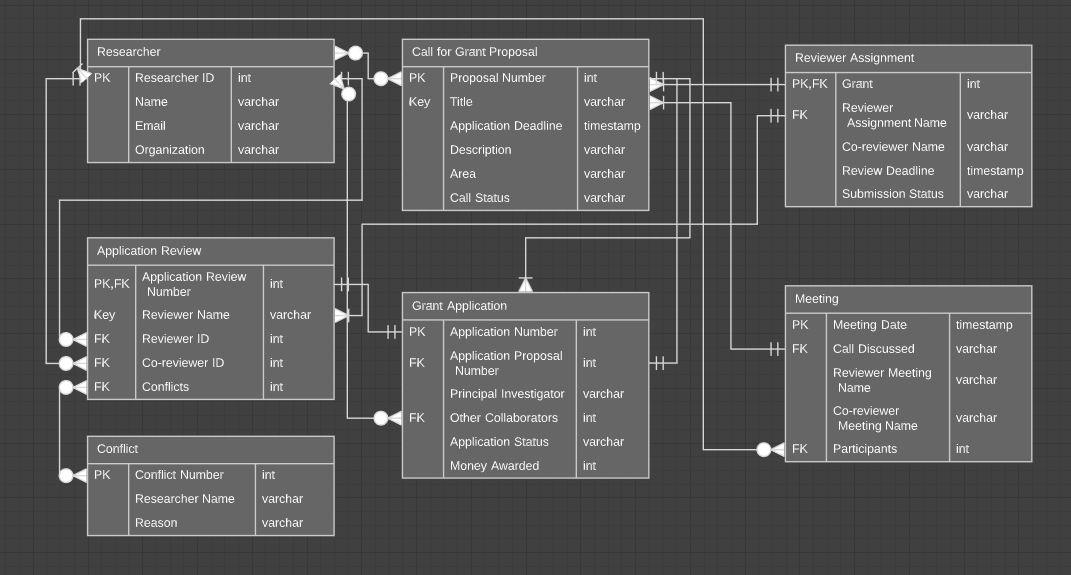 Researcher
PK Researcher ID int
Name varchar
Email varchar
Organization varchar
Call for Grant Proposal
PK Proposal Number int
Key Title varchar
Application Deadline timestamp
Description varchar
Area varchar
Call Status varchar
Reviewer Assignment
PK,FK Grant int
FK Reviewer varchar
Assignment Name
Co-reviewer Name varchar
Review Deadline timestamp
Submission Status varchar
Application Review
PK,FK Application Review int
Number
Key Reviewer Name varchar
FK Reviewer ID int
FK Co-reviewer ID int
FK Conflicts int
Grant Application
PK Application Number int
FK Application Proposal int
Number
Principal Investigator varchar
FK Other Collaborators int
Application Status varchar
Money Awarded int
Meeting
PK Meeting Date timestamp
FK Call Discussed varchar
Reviewer Meeting varchar
Name
Co-reviewer varchar
Meeting Name
FK Participants int
Conflict
PK Conflict Number int
Researcher Name varchar
Reason varchar